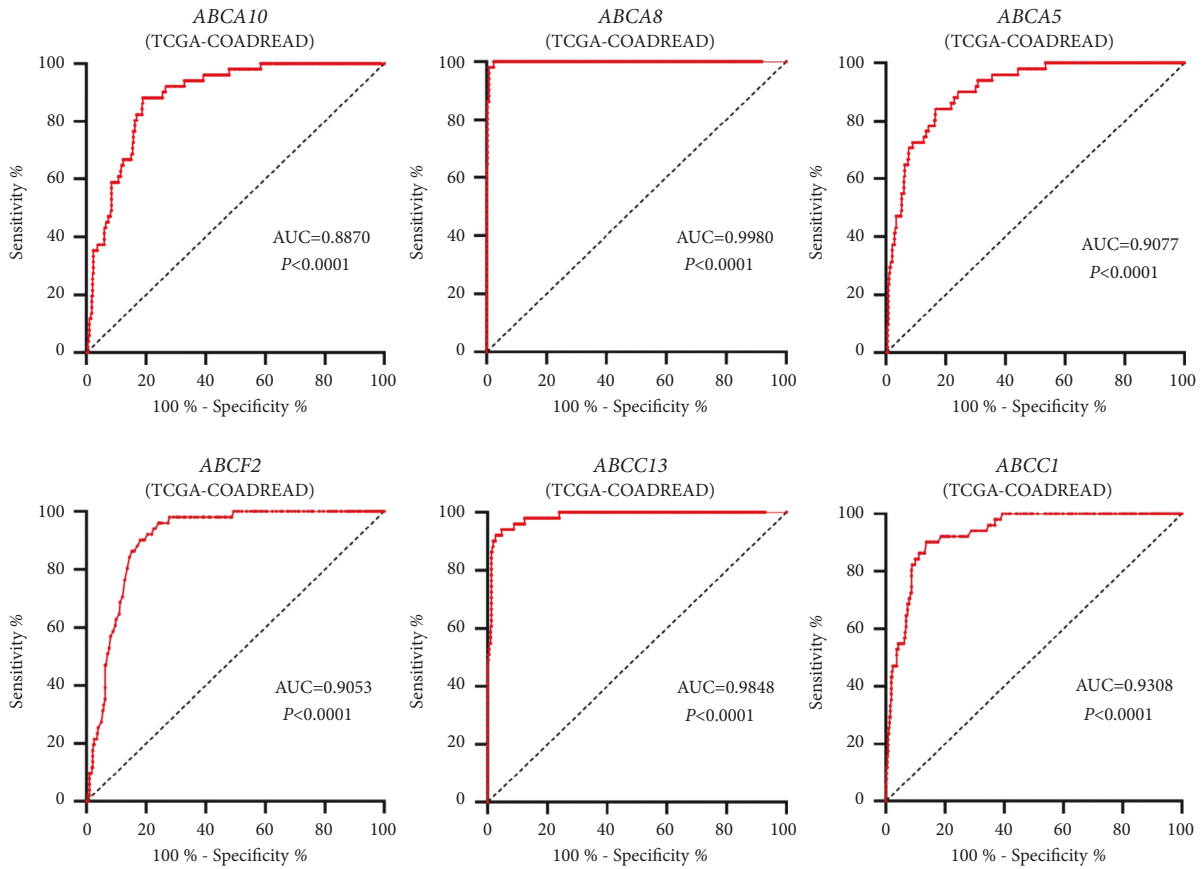 ABCA10
(TCGA-COADREAD)
100
80
60
40
20
0
Sensitivity %
AUC=0.8870
P<0.0001
0 20 40 60 80 100
100 % - Specificity %
ABCA8
(TCGA-COADREAD)
100
80
60
40
20
0
Sensitivity %
AUC=0.9980
P<0.0001
0 20 40 60 80 100
100 % - Specificity %
ABCA5
(TCGA-COADREAD)
100
80
60
40
20
0
Sensitivity %
AUC=0.9077
P<0.0001
0 20 40 60 80 100
100 % - Specificity %
ABCF2
(TCGA-COADREAD)
100
80
60
40
20
0
Sensitivity %
AUC=0.9053
P<0.0001
0 20 40 60 80 100
100 % - Specificity %
ABCC13
(TCGA-COADREAD)
100
80
60
40
20
0
Sensitivity %
AUC=0.9848
P<0.0001
0 20 40 60 80 100
100 % - Specificity %
ABCC1
(TCGA-COADREAD)
100
80
60
40
20
0
Sensitivity %
AUC=0.9308
P<0.0001
0 20 40 60 80 100
100 % - Specificity %